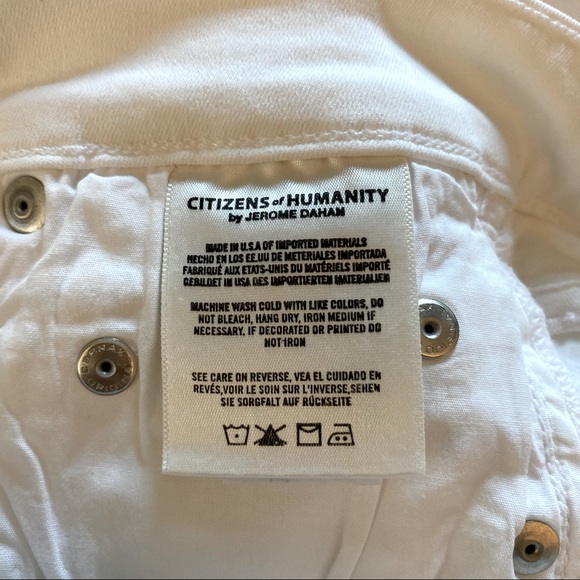 CITIZENS of HUMANITY
by JEROME DAHAN
MADE IN U.S.A OF IMPORTED MATERIALS
HECHO EN LOS EE.UU DE METERIALES IMPORTADA
FABRIQUÉ AUX ETATS-UNIS DU MATÉRIELS IMPORTÉ
GEBILDET IN USA DES IMPORTIERTEN MATERIALIEN
MACHINE WASH COLD WITH LIKE COLORS, DO
NOT BLEACH, HANG DRY, IRON MEDIUM IF
NECESSARY, IF DECORATED OR PRINTED DO
NOT IRON
SEE CARE ON REVERSE, VEA EL CUIDADO EN
REVÉS,VOIR LE SOIN SUR L'INVERSE,SEHEN
SIE SORGFALT AUF RÜCKSEITE